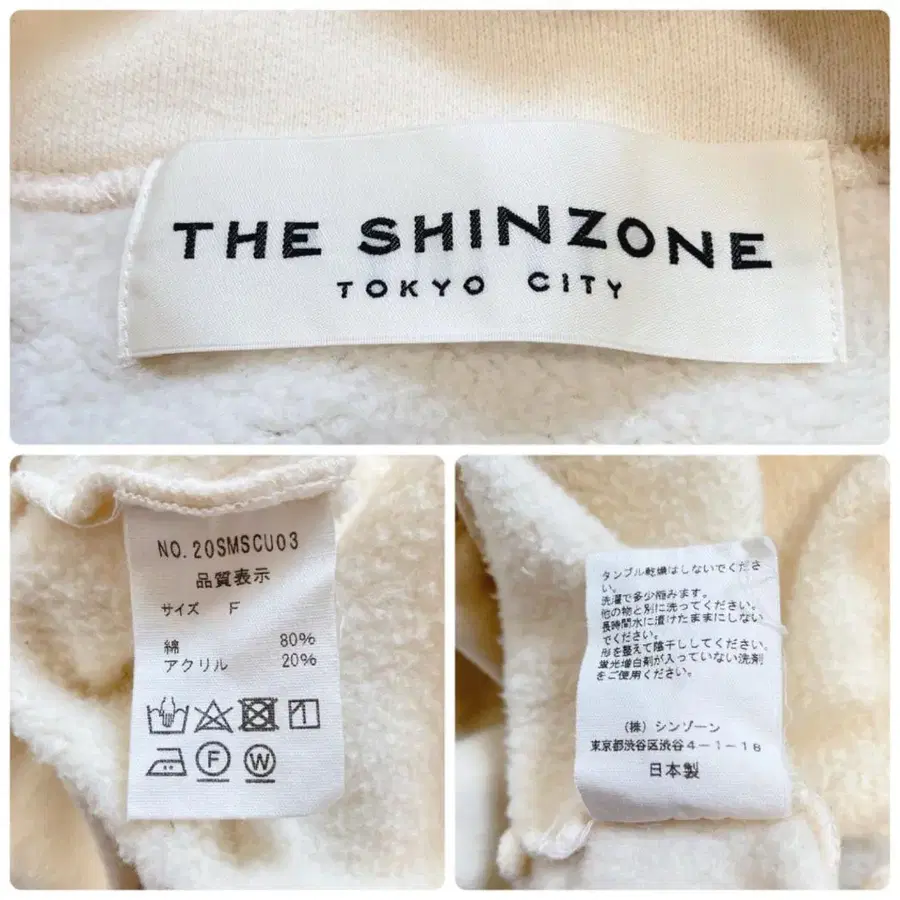 THE SHINZONE
TOKYO CITY
NO. 20SMSCU03
品質表示
サイズ F
綿 80%
アクリル 20%
F W
タンブル乾燥はしないでくださ
い。
洗濯で多少縮みます。
他の物と別に洗ってください。
長時間水に漬けたままにしない
でください。
形を整えて陰干ししてください。
蛍光増白剤が入っていない洗剤
をご使用ください。
(株) シンゾーン
東京都渋谷区渋谷4-1-18
日本製